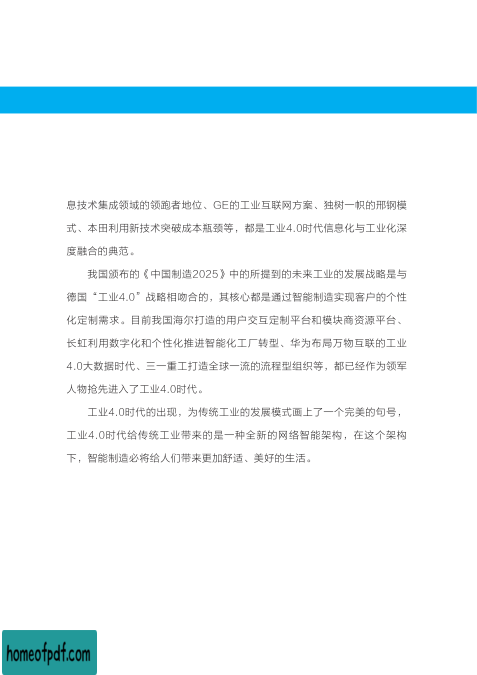 息技术集成领域的领跑者地位、GE的工业互联网方案、独树一帜的邢钢模
式、本田利用新技术突破成本瓶颈等，都是工业4.0时代信息化与工业化深
度融合的典范。
我国颁布的《中国制造2025》中的所提到的未来工业的发展战略是与
德国“工业4.0”战略相吻合的，其核心都是通过智能制造实现客户的个性
化定制需求。目前我国海尔打造的用户交互定制平台和模块商资源平台、
长虹利用数字化和个性化推进智能化工厂转型、华为布局万物互联的工业
4.0大数据时代、三一重工打造全球一流的流程型组织等，都已经作为领军
人物抢先进入了工业4.0时代。
工业4.0时代的出现，为传统工业的发展模式画上了一个完美的句号，
工业4.0时代给传统工业带来的是一种全新的网络智能架构，在这个架构
下，智能制造必将给人们带来更加舒适、美好的生活。
homeofpdf.com